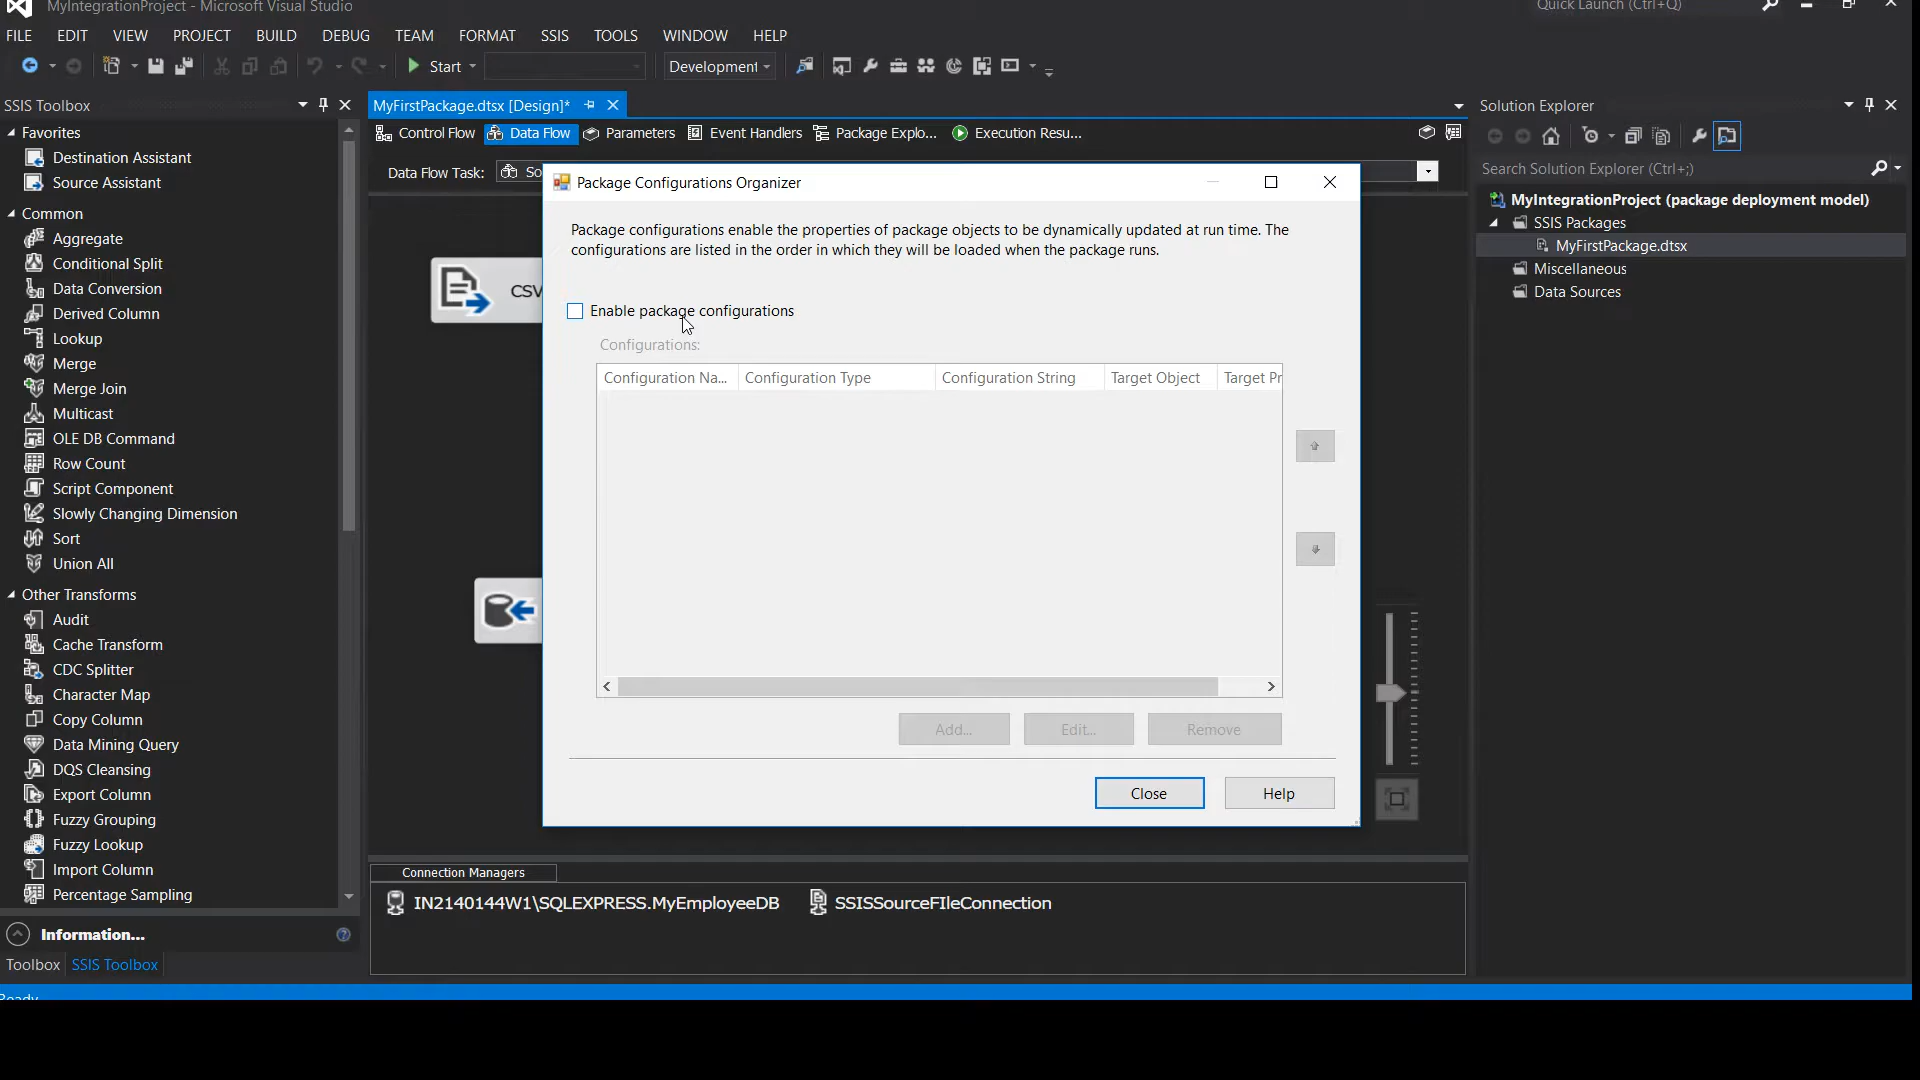 MyIntegrationProject - Microsoft Visual Studio
Quick Launch (Ctrl+Q)
FILE EDIT VIEW PROJECT BUILD DEBUG TEAM FORMAT SSIS TOOLS WINDOW HELP
Start Development
SSIS Toolbox
MyFirstPackage.dtsx [Design]*
Solution Explorer
Favorites
Destination Assistant
Source Assistant
Common
Aggregate
Conditional Split
Data Conversion
Derived Column
Lookup
Merge
Merge Join
Multicast
OLE DB Command
Row Count
Script Component
Slowly Changing Dimension
Sort
Union All
Other Transforms
Audit
Cache Transform
CDC Splitter
Character Map
Copy Column
Data Mining Query
DQS Cleansing
Export Column
Fuzzy Grouping
Fuzzy Lookup
Import Column
Percentage Sampling
Information...
Toolbox SSIS Toolbox
Control Flow Data Flow Parameters Event Handlers Package Explo... Execution Resu...
Data Flow Task: So
CSV
Package Configurations Organizer
Package configurations enable the properties of package objects to be dynamically updated at run time. The
configurations are listed in the order in which they will be loaded when the package runs.
Enable package configurations
Configurations:
Configuration Na... Configuration Type Configuration String Target Object Target Pr
Add... Edit... Remove
Close Help
Connection Managers
IN2140144W1\SQLEXPRESS.MyEmployeeDB SSISSourceFIleConnection
Search Solution Explorer (Ctrl+;)
MyIntegrationProject (package deployment model)
SSIS Packages
MyFirstPackage.dtsx
Miscellaneous
Data Sources
Ready